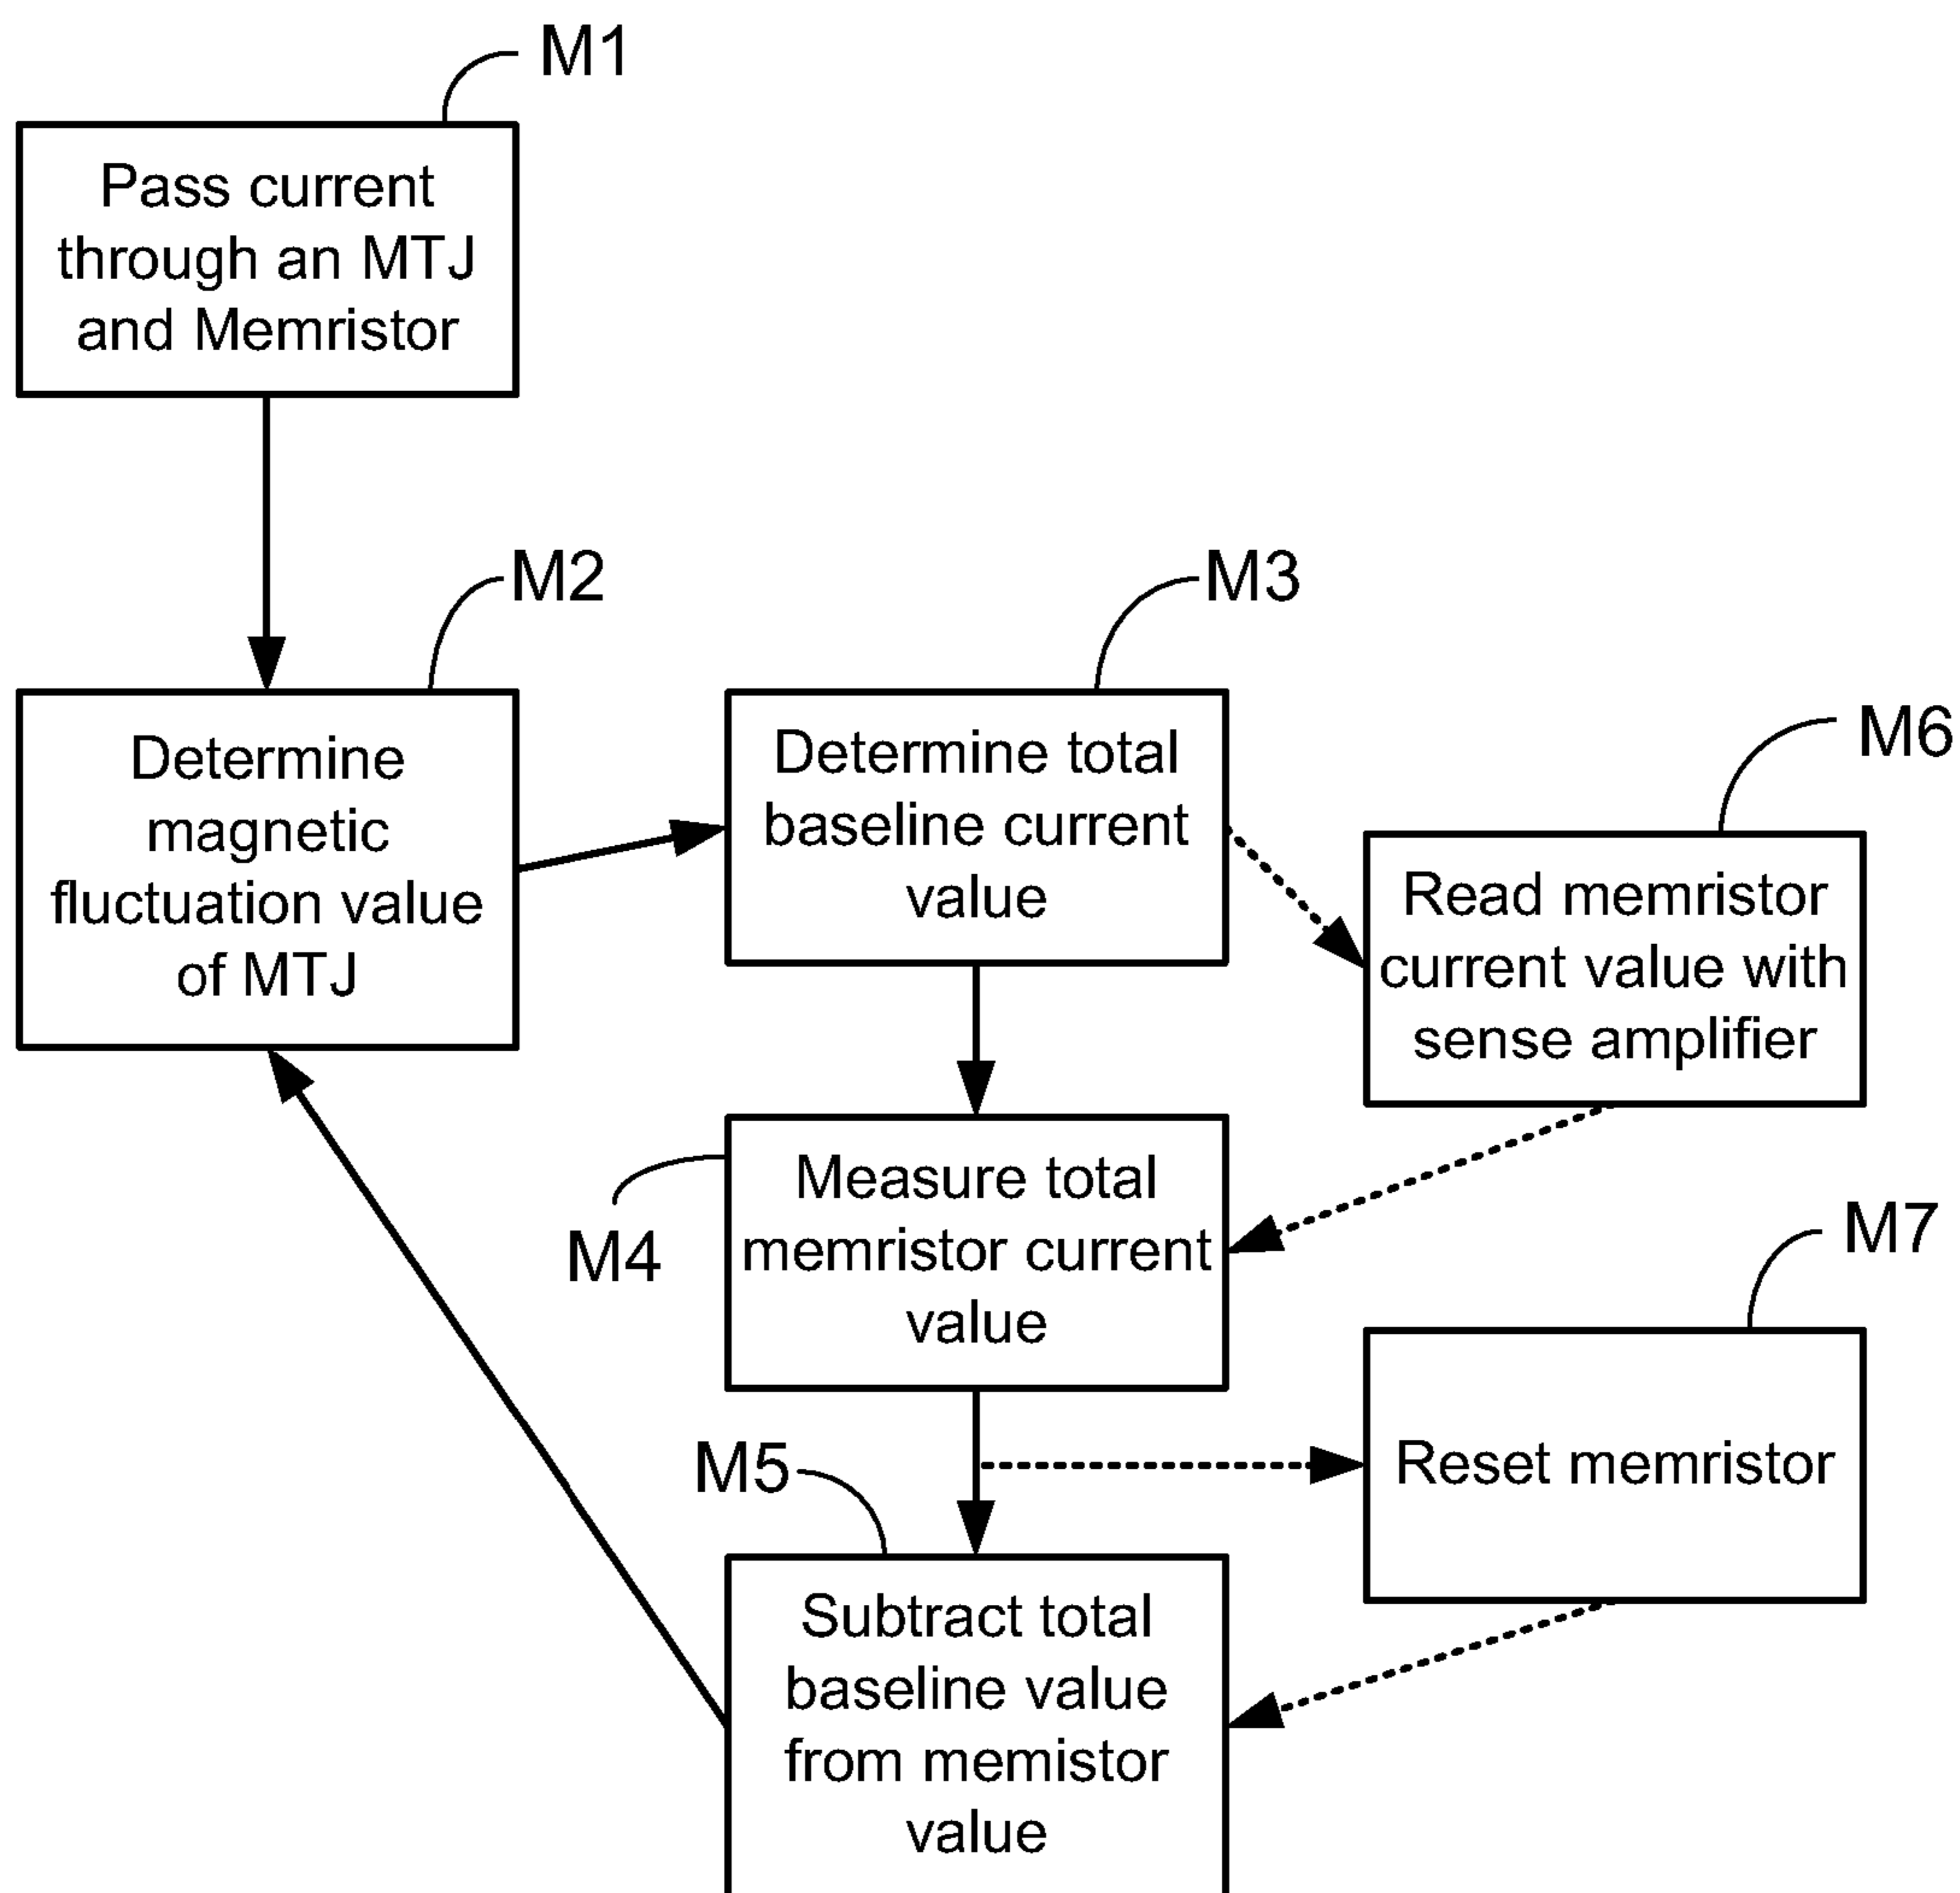 M1
Pass current
through an MTJ
and Memristor
M2
Determine
magnetic
fluctuation value
of MTJ
M3
Determine total
baseline current
value
M6
Read memristor
current value with
sense amplifier
M4
Measure total
memristor current
value
M7
Reset memristor
M5
Subtract total
baseline value
from memistor
value